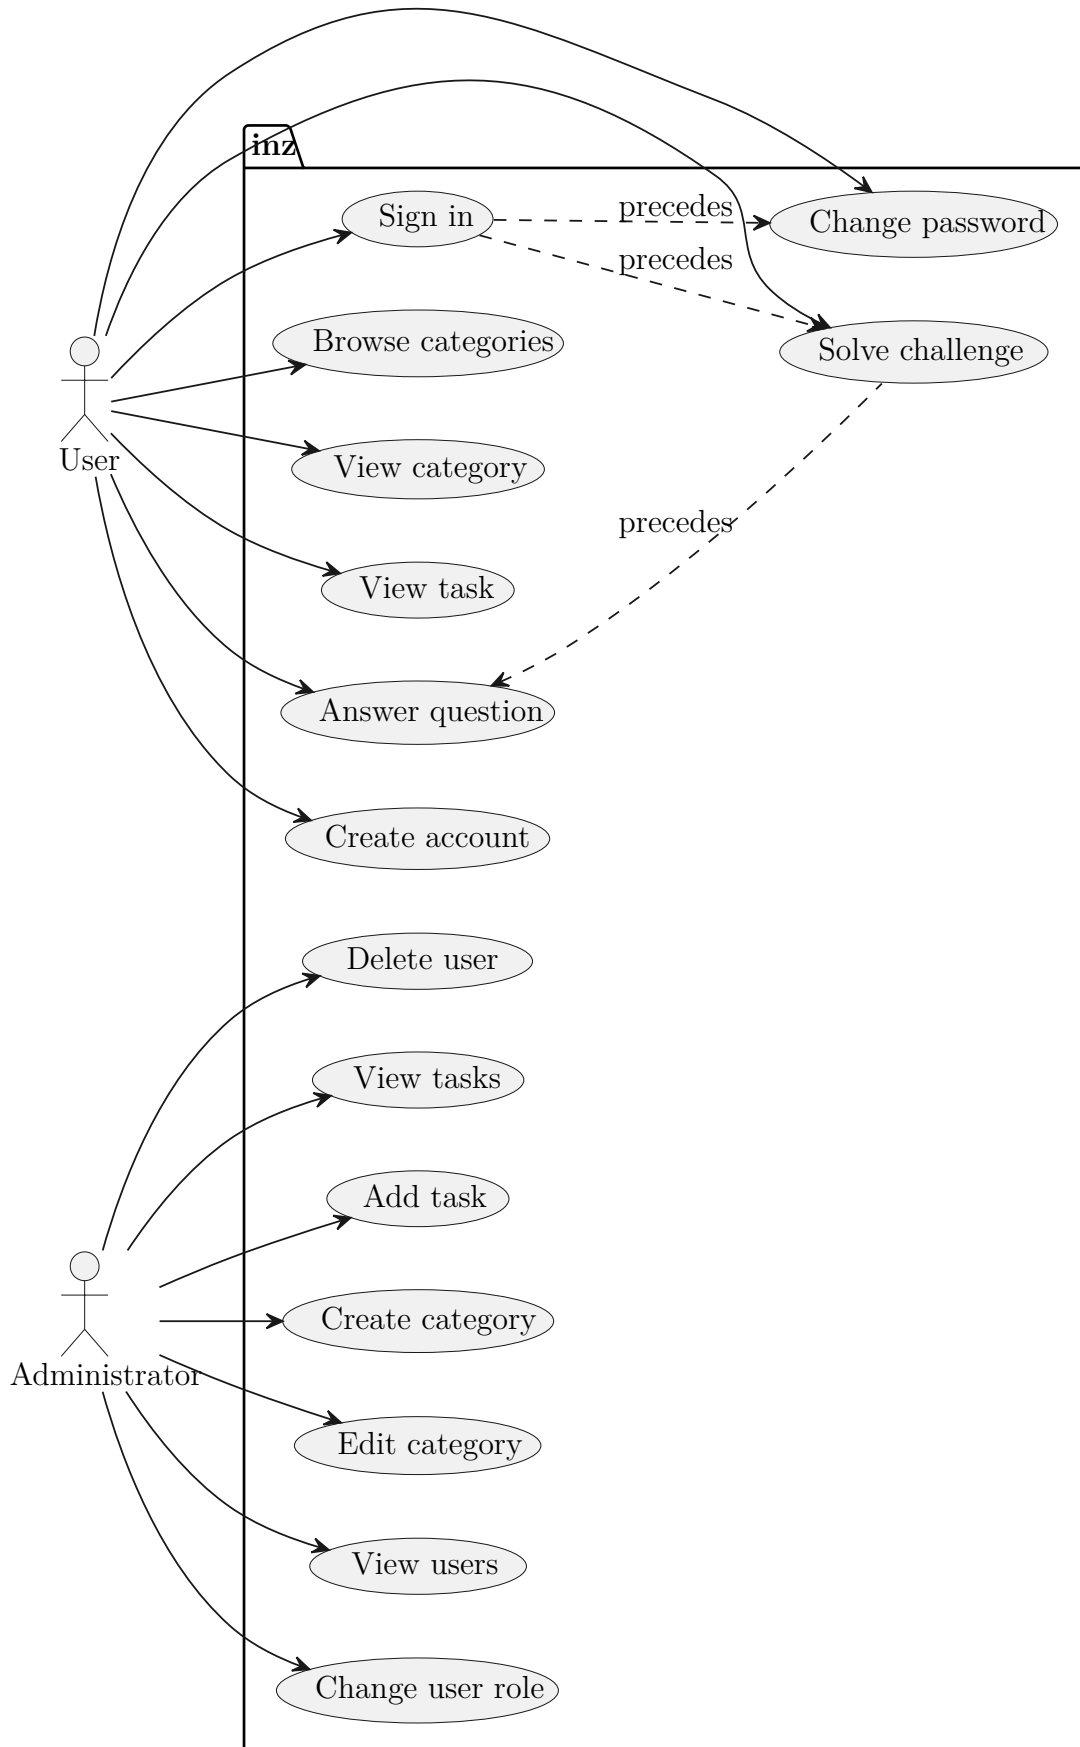 inz
Sign in
precedes
Change password
precedes
Browse categories
Solve challenge
User
View category
precedes
View task
Answer question
Create account
Delete user
View tasks
Add task
Create category
Administrator
Edit category
View users
Change user role